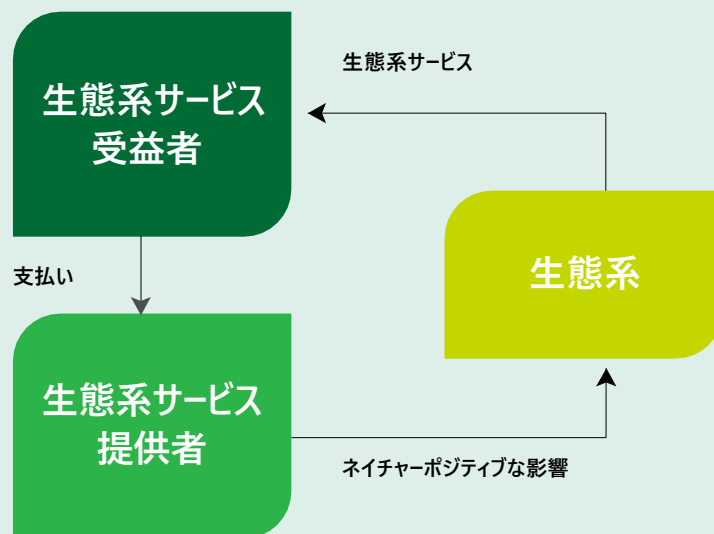 生態系サービス
生態系サービス
受益者
生態系
支払い
生態系サービス
提供者
ネイチャーポジティブな影響